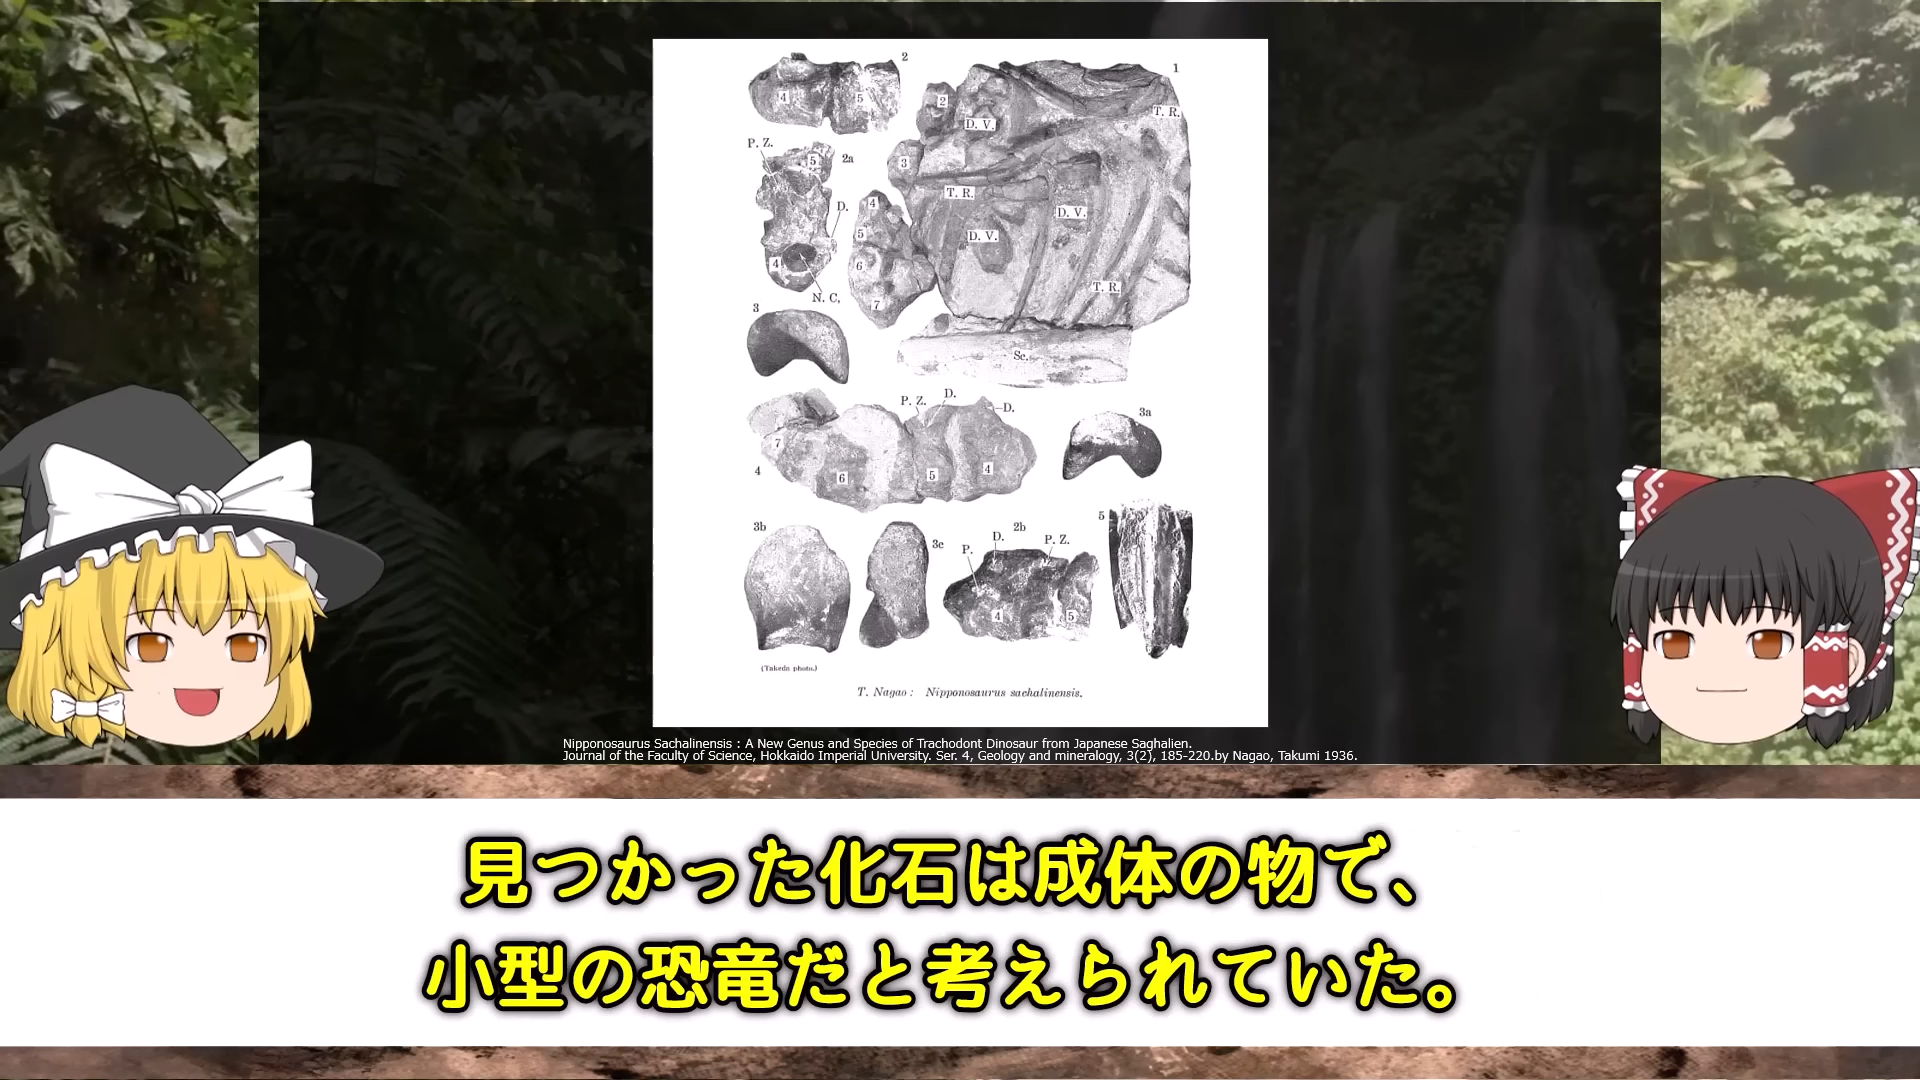 2
1
4
5
2
D. V.
T. R.
P. Z.
5
2a
3
T. R.
D.
4
D. V.
5
D. V.
4
6
N. C.
7
T. R.
3
Sc.
P. Z.
D.
D.
3a
7
4
6
5
4
3b
3c
2b
5
P.
D.
P. Z.
4
5
(Takeda photo.)
T. Nagao : Nipponosaurus sachalinensis.
Nipponosaurus Sachalinensis : A New Genus and Species of Trachodont Dinosaur from Japanese Saghalien.
Journal of the Faculty of Science, Hokkaido Imperial University. Ser. 4, Geology and mineralogy, 3(2), 185-220.by Nagao, Takumi 1936.
見つかった化石は成体の物で、
小型の恐竜だと考えられていた。